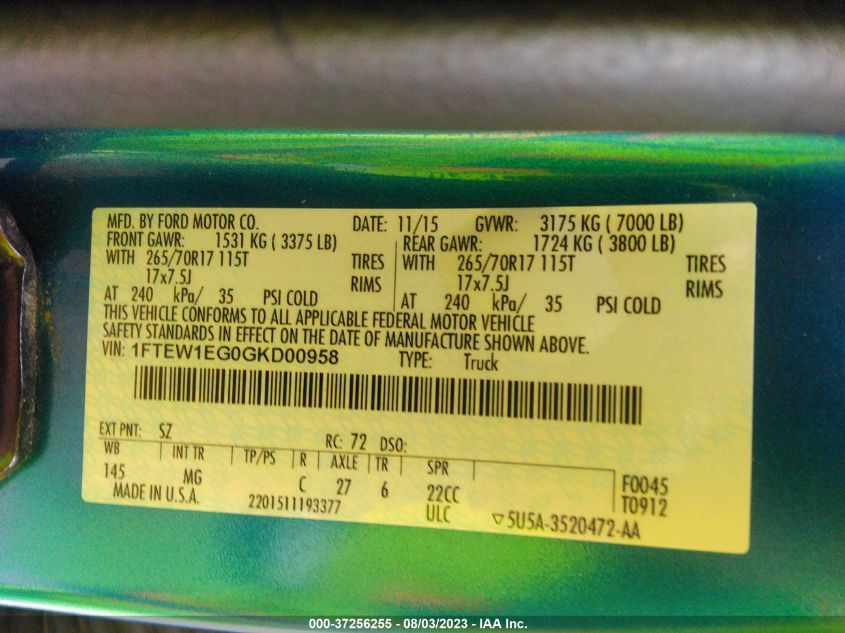 MFD. BY FORD MOTOR CO. DATE: 11/15 GVWR: 3175 KG ( 7000 LB)
FRONT GAWR: 1531 KG ( 3375 LB) REAR GAWR: 1724 KG ( 3800 LB)
WITH 265/70R17 115T TIRES WITH 265/70R17 115T TIRES
17x7.5J RIMS 17x7.5J RIMS
AT 240 kPa/ 35 PSI COLD AT 240 kPa/ 35 PSI COLD
THIS VEHICLE CONFORMS TO ALL APPLICABLE FEDERAL MOTOR VEHICLE
SAFETY STANDARDS IN EFFECT ON THE DATE OF MANUFACTURE SHOWN ABOVE.
VIN: 1FTEW1EG0GKD00958 TYPE: Truck
EXT PNT: SZ RC: 72 DSO:
WB INT TR TP/PS R AXLE TR SPR
145 MG C 27 6 22CC F0045
MADE IN U.S.A. 2201511193377 ULC T0912
▽5U5A-3520472-AA
000-37256255 - 08/03/2023 - IAA Inc.